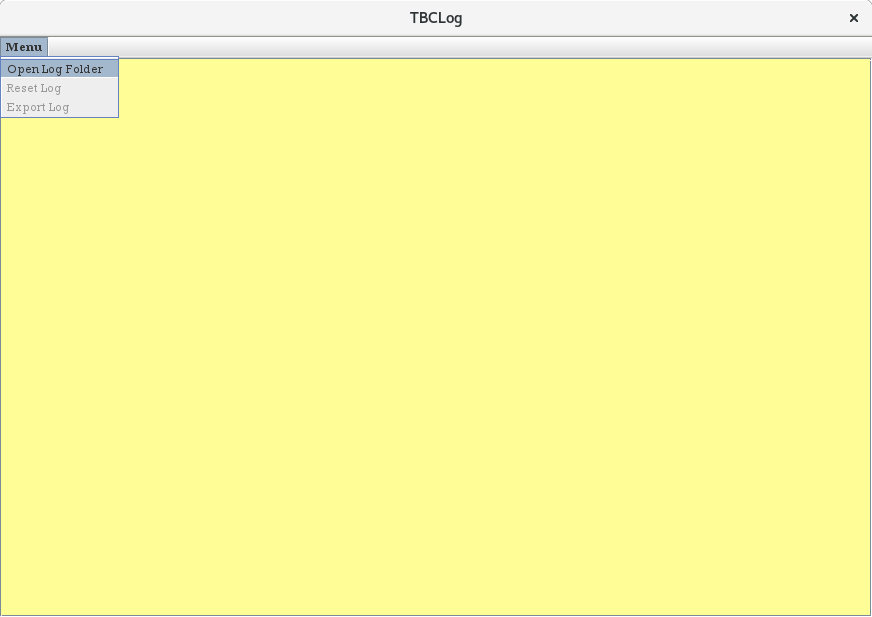 TBCLog
Menu
Open Log Folder
Reset Log
Export Log